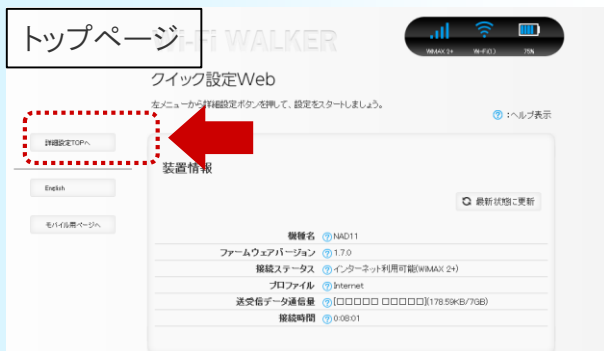 トップページ
Wi-Fi WALKER
WiMAX 2+ Wi-Fi(1) 75%
クイック設定Web
左メニューから詳細設定ボタンを押して、設定をスタートしましょう。
?：ヘルプ表示
詳細設定TOPへ
装置情報
English
最新状態に更新
モバイル用ページへ
機種名 ?NAD11
ファームウェアバージョン ?1.7.0
接続ステータス ?インターネット利用可能(WiMAX 2+)
プロファイル ?Internet
送受信データ通信量 ?[□□□□□ □□□□□](178.59KB/7GB)
接続時間 ?0:08:01